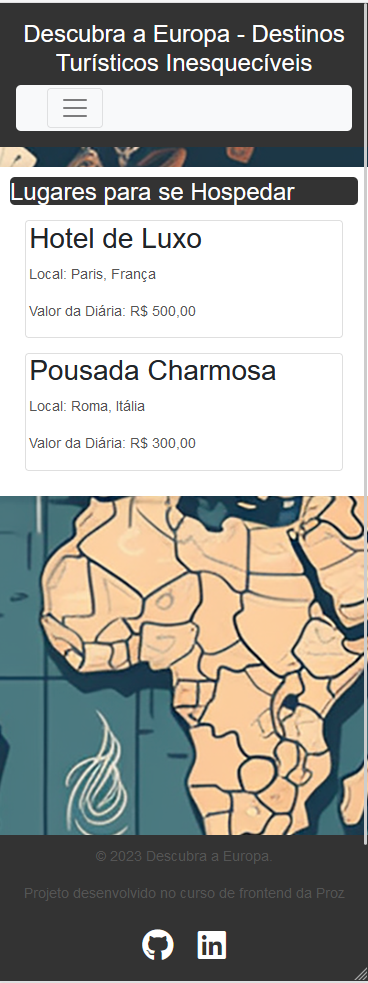 Descubra a Europa - Destinos
Turísticos Inesquecíveis
Lugares para se Hospedar
Hotel de Luxo
Local: Paris, França
Valor da Diária: R$ 500,00
Pousada Charmosa
Local: Roma, Itália
Valor da Diária: R$ 300,00
© 2023 Descubra a Europa.
Projeto desenvolvido no curso de frontend da Proz
in